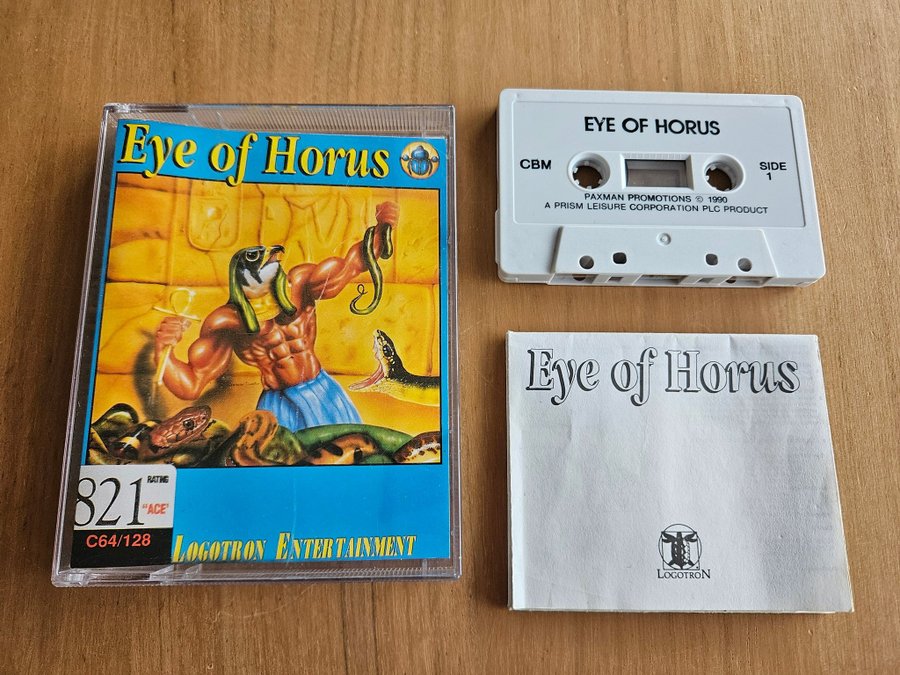 Eye of Horus
821
RATING
"ACE"
C64/128
LOGOTRON ENTERTAINMENT
EYE OF HORUS
CBM
SIDE
1
PAXMAN PROMOTIONS © 1990
A PRISM LEISURE CORPORATION PLC PRODUCT
Eye of Horus
LOGOTRON